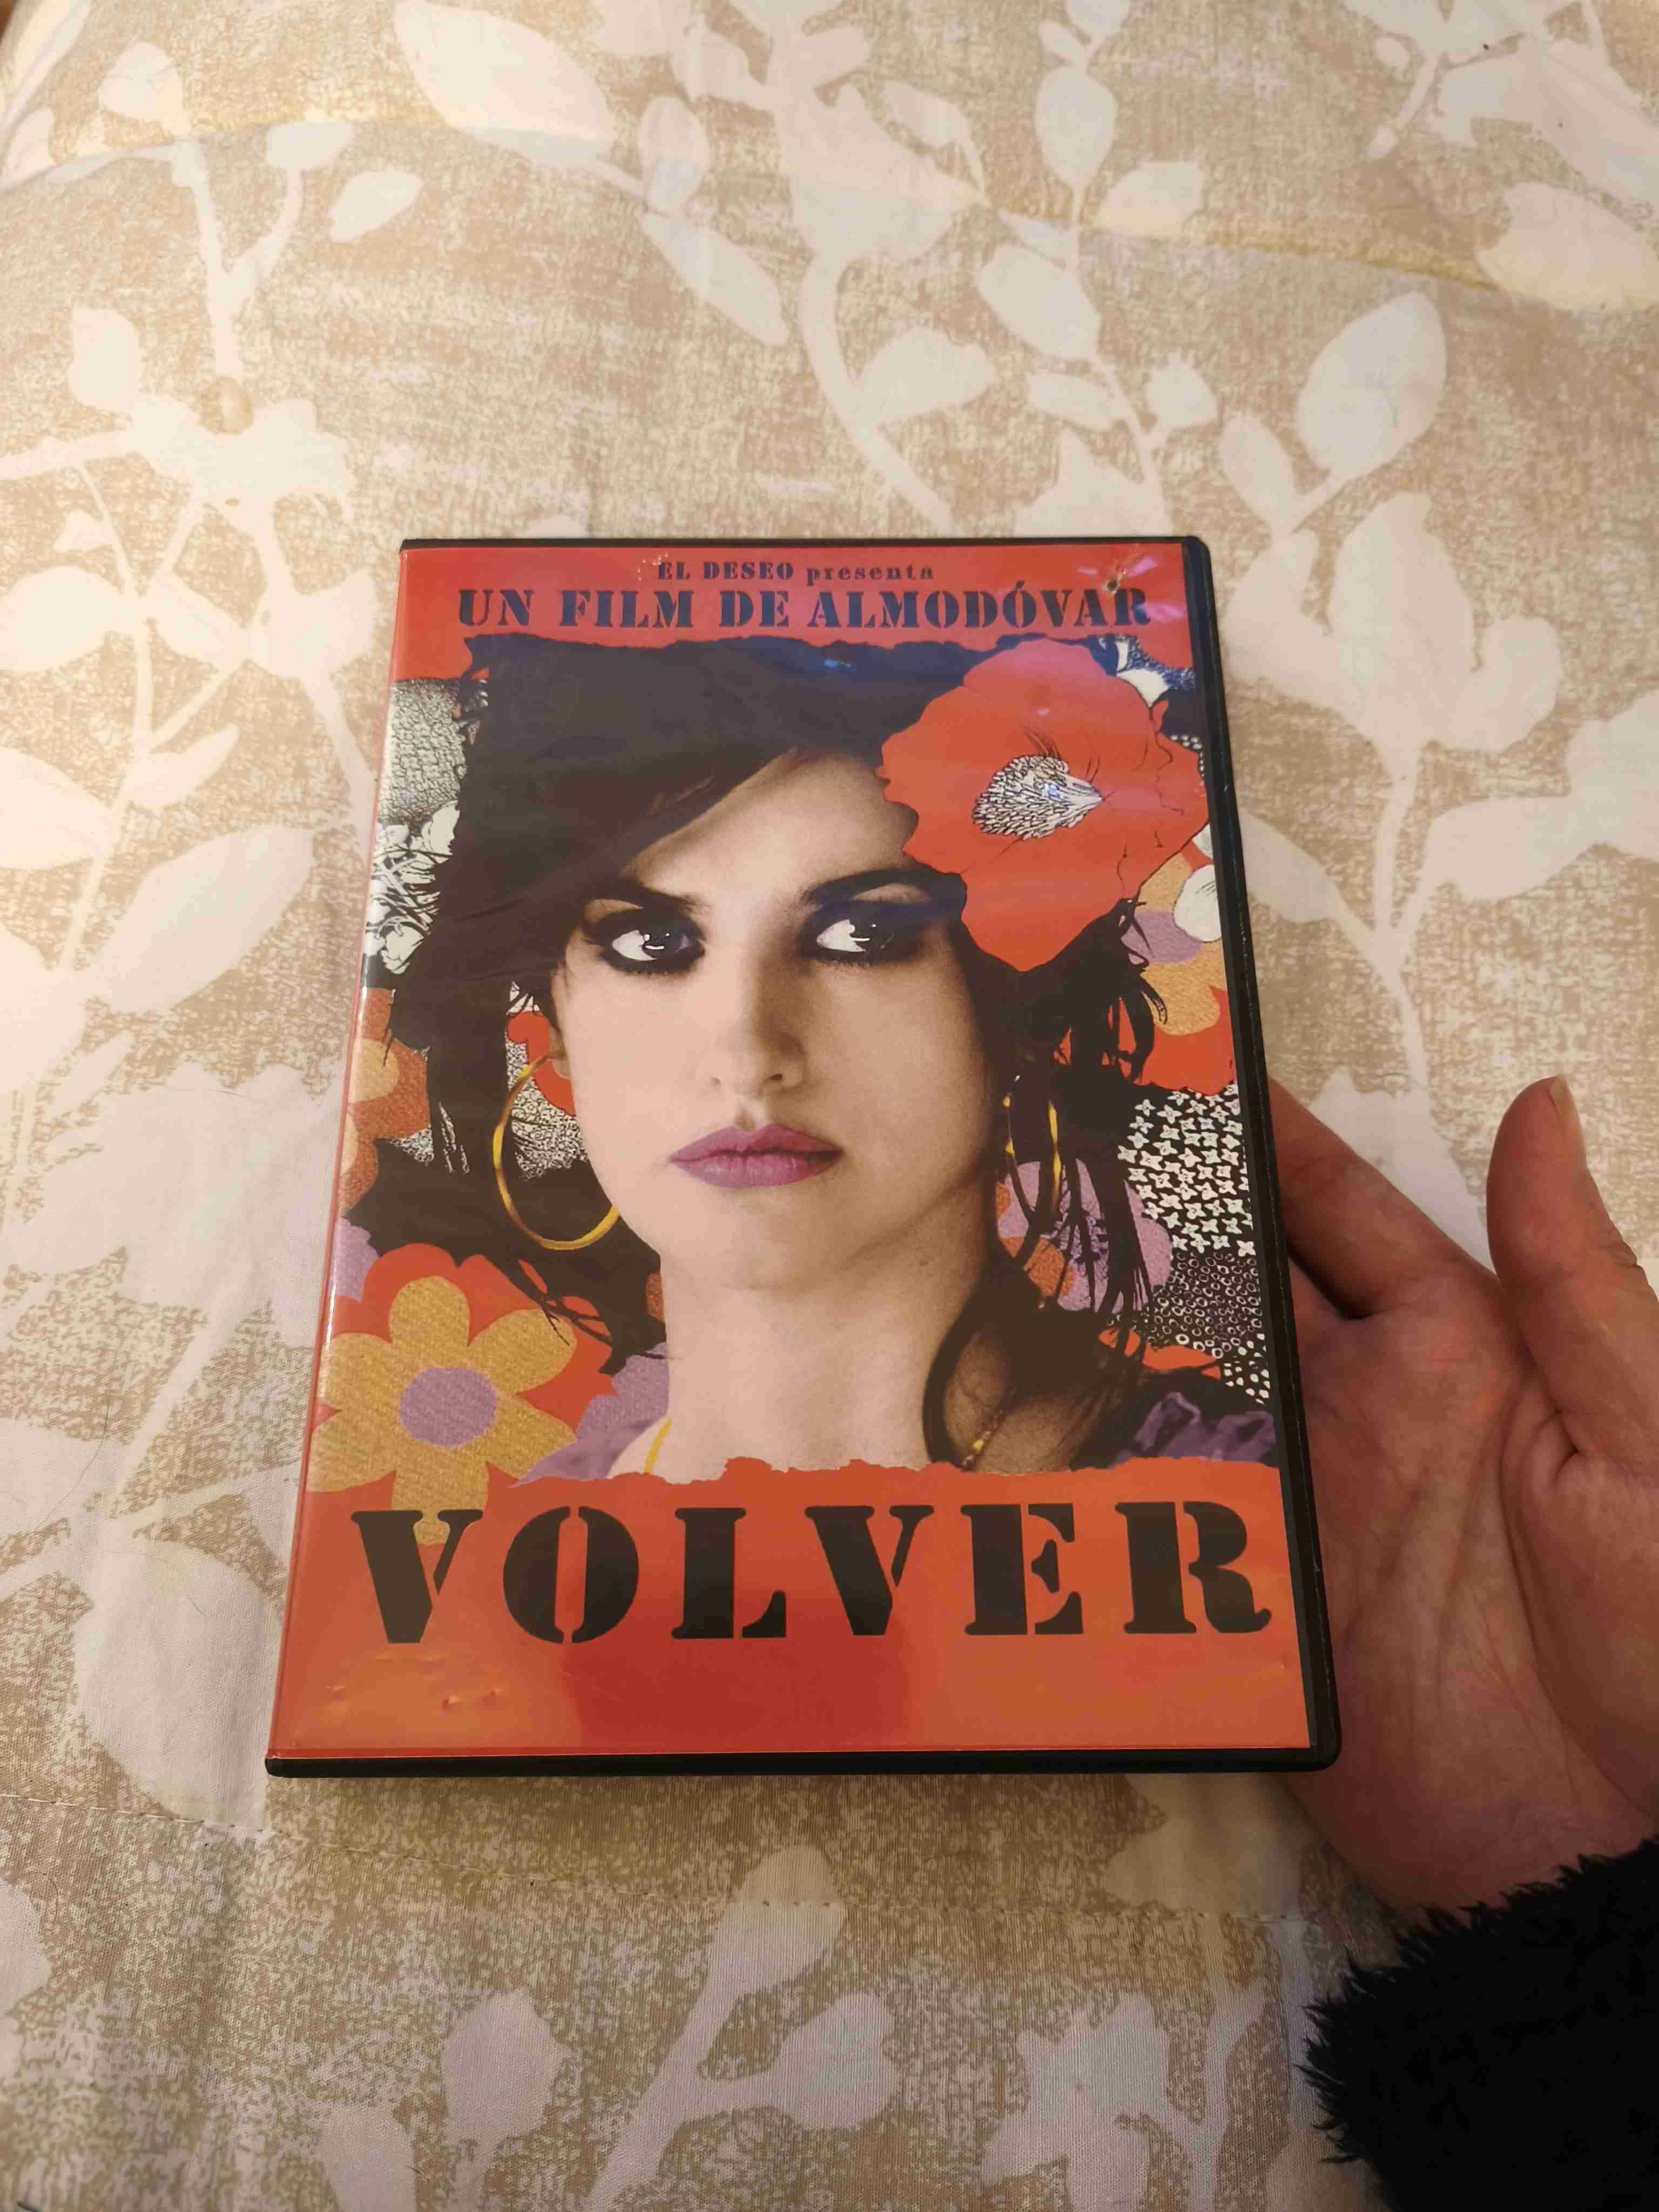 EL DESEO presenta
UN FILM DE ALMODÓVAR
VOLVER